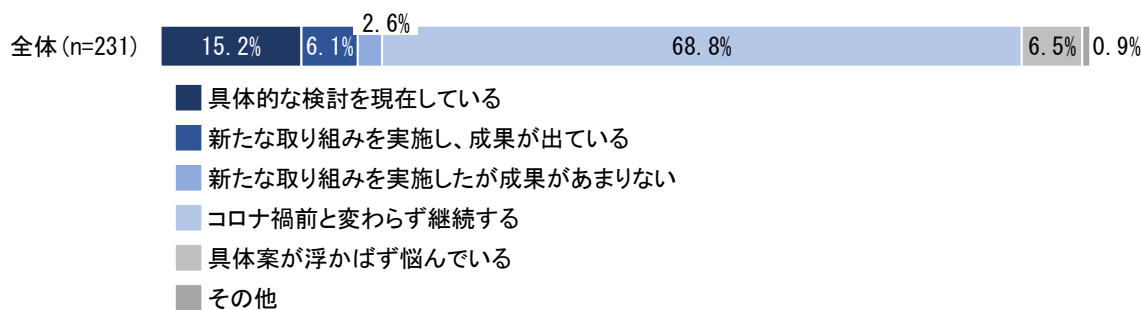 2.6%
全体(n=231) 15.2% 6.1% 68.8% 6.5% 0.9%
具体的な検討を現在している
新たな取り組みを実施し、成果が出ている
新たな取り組みを実施したが成果があまりない
コロナ禍前と変わらず継続する
具体案が浮かばず悩んでいる
その他